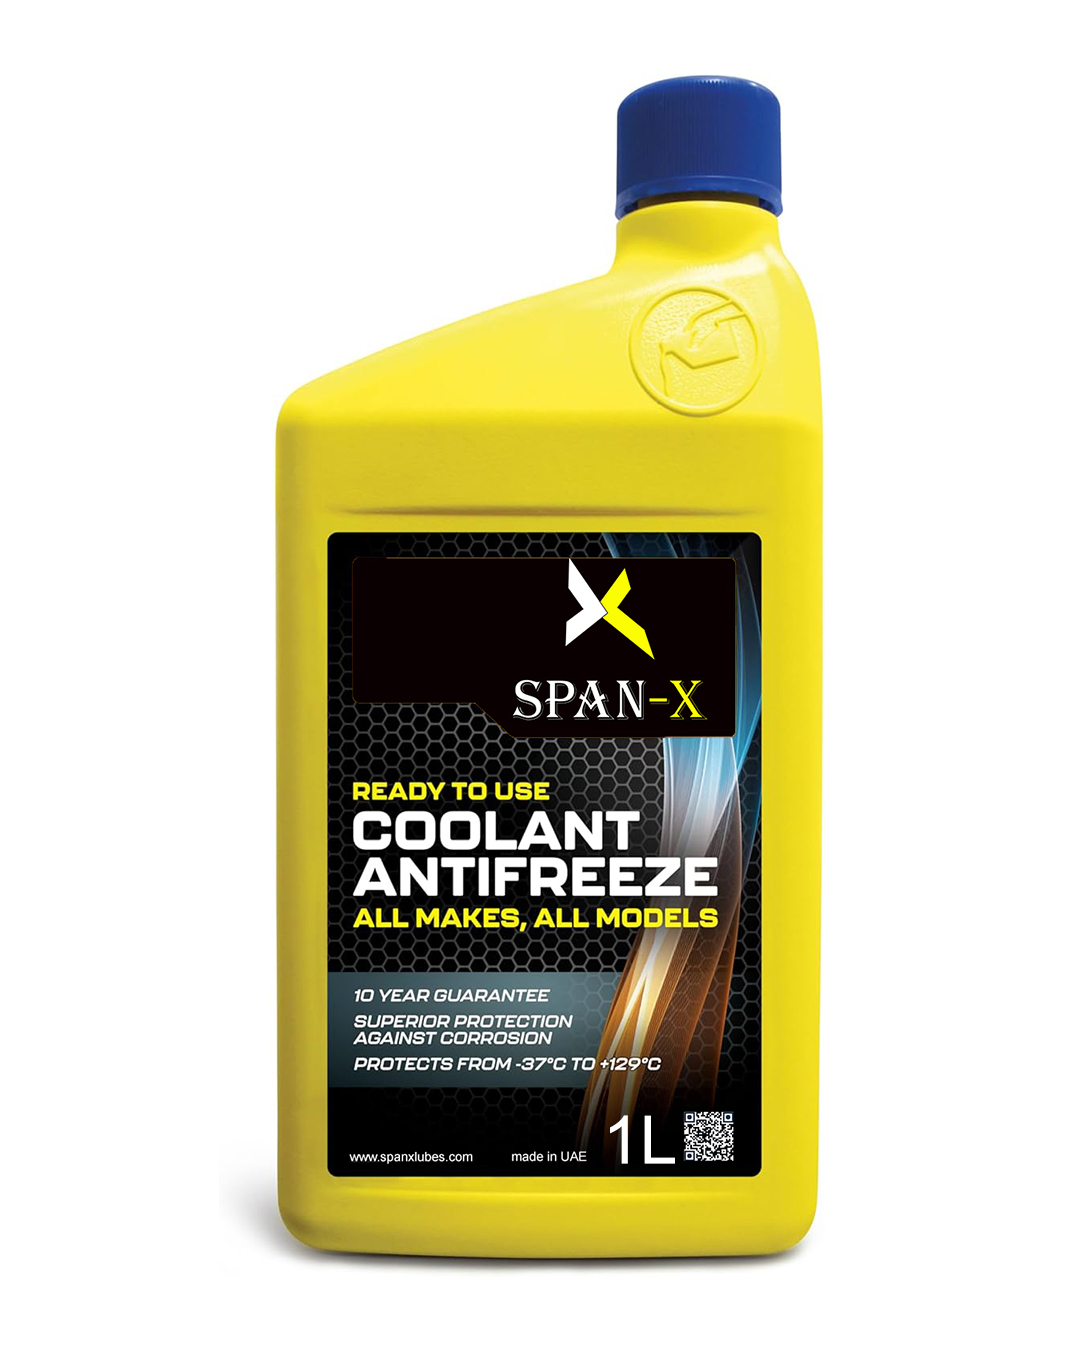 SPAN-X
READY TO USE
COOLANT
ANTIFREEZE
ALL MAKES, ALL MODELS
10 YEAR GUARANTEE
SUPERIOR PROTECTION
AGAINST CORROSION
PROTECTS FROM -37°C TO +129°C
1L
www.spanxlubes.com made in UAE